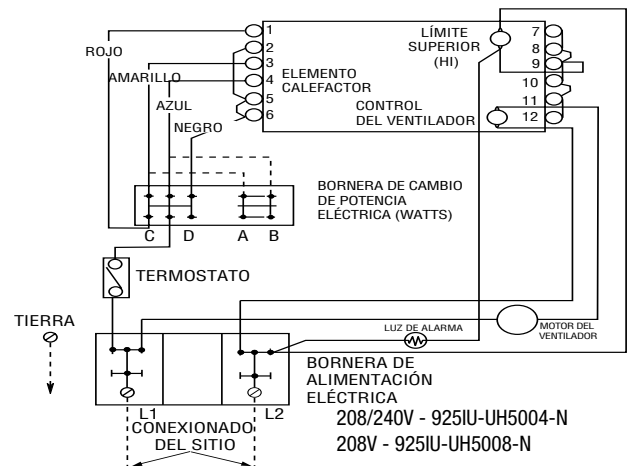 1
2
3
4
5
6
ROJO
AMARILLO
AZUL
NEGRO
ELEMENTO
CALEFACTOR
LÍMITE
SUPERIOR
(HI)
CONTROL
DEL VENTILADOR
7
8
9
10
11
12
BORNERA DE CAMBIO
DE POTENCIA
ELÉCTRICA (WATTS)
C D A B
TERMOSTATO
TIERRA
LUZ DE ALARMA
MOTOR DEL
VENTILADOR
BORNERA DE
ALIMENTACIÓN
ELÉCTRICA
L1 L2
CONEXIONADO
DEL SITIO
208/240V - 925IU-UH5004-N
208V - 925IU-UH5008-N